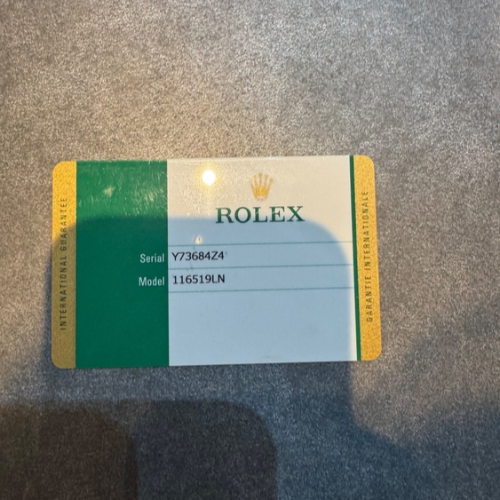 INTERNATIONAL GUARANTEE
ROLEX
Serial Y73684Z4
Model 116519LN
GARANTIE INTERNATIONALE